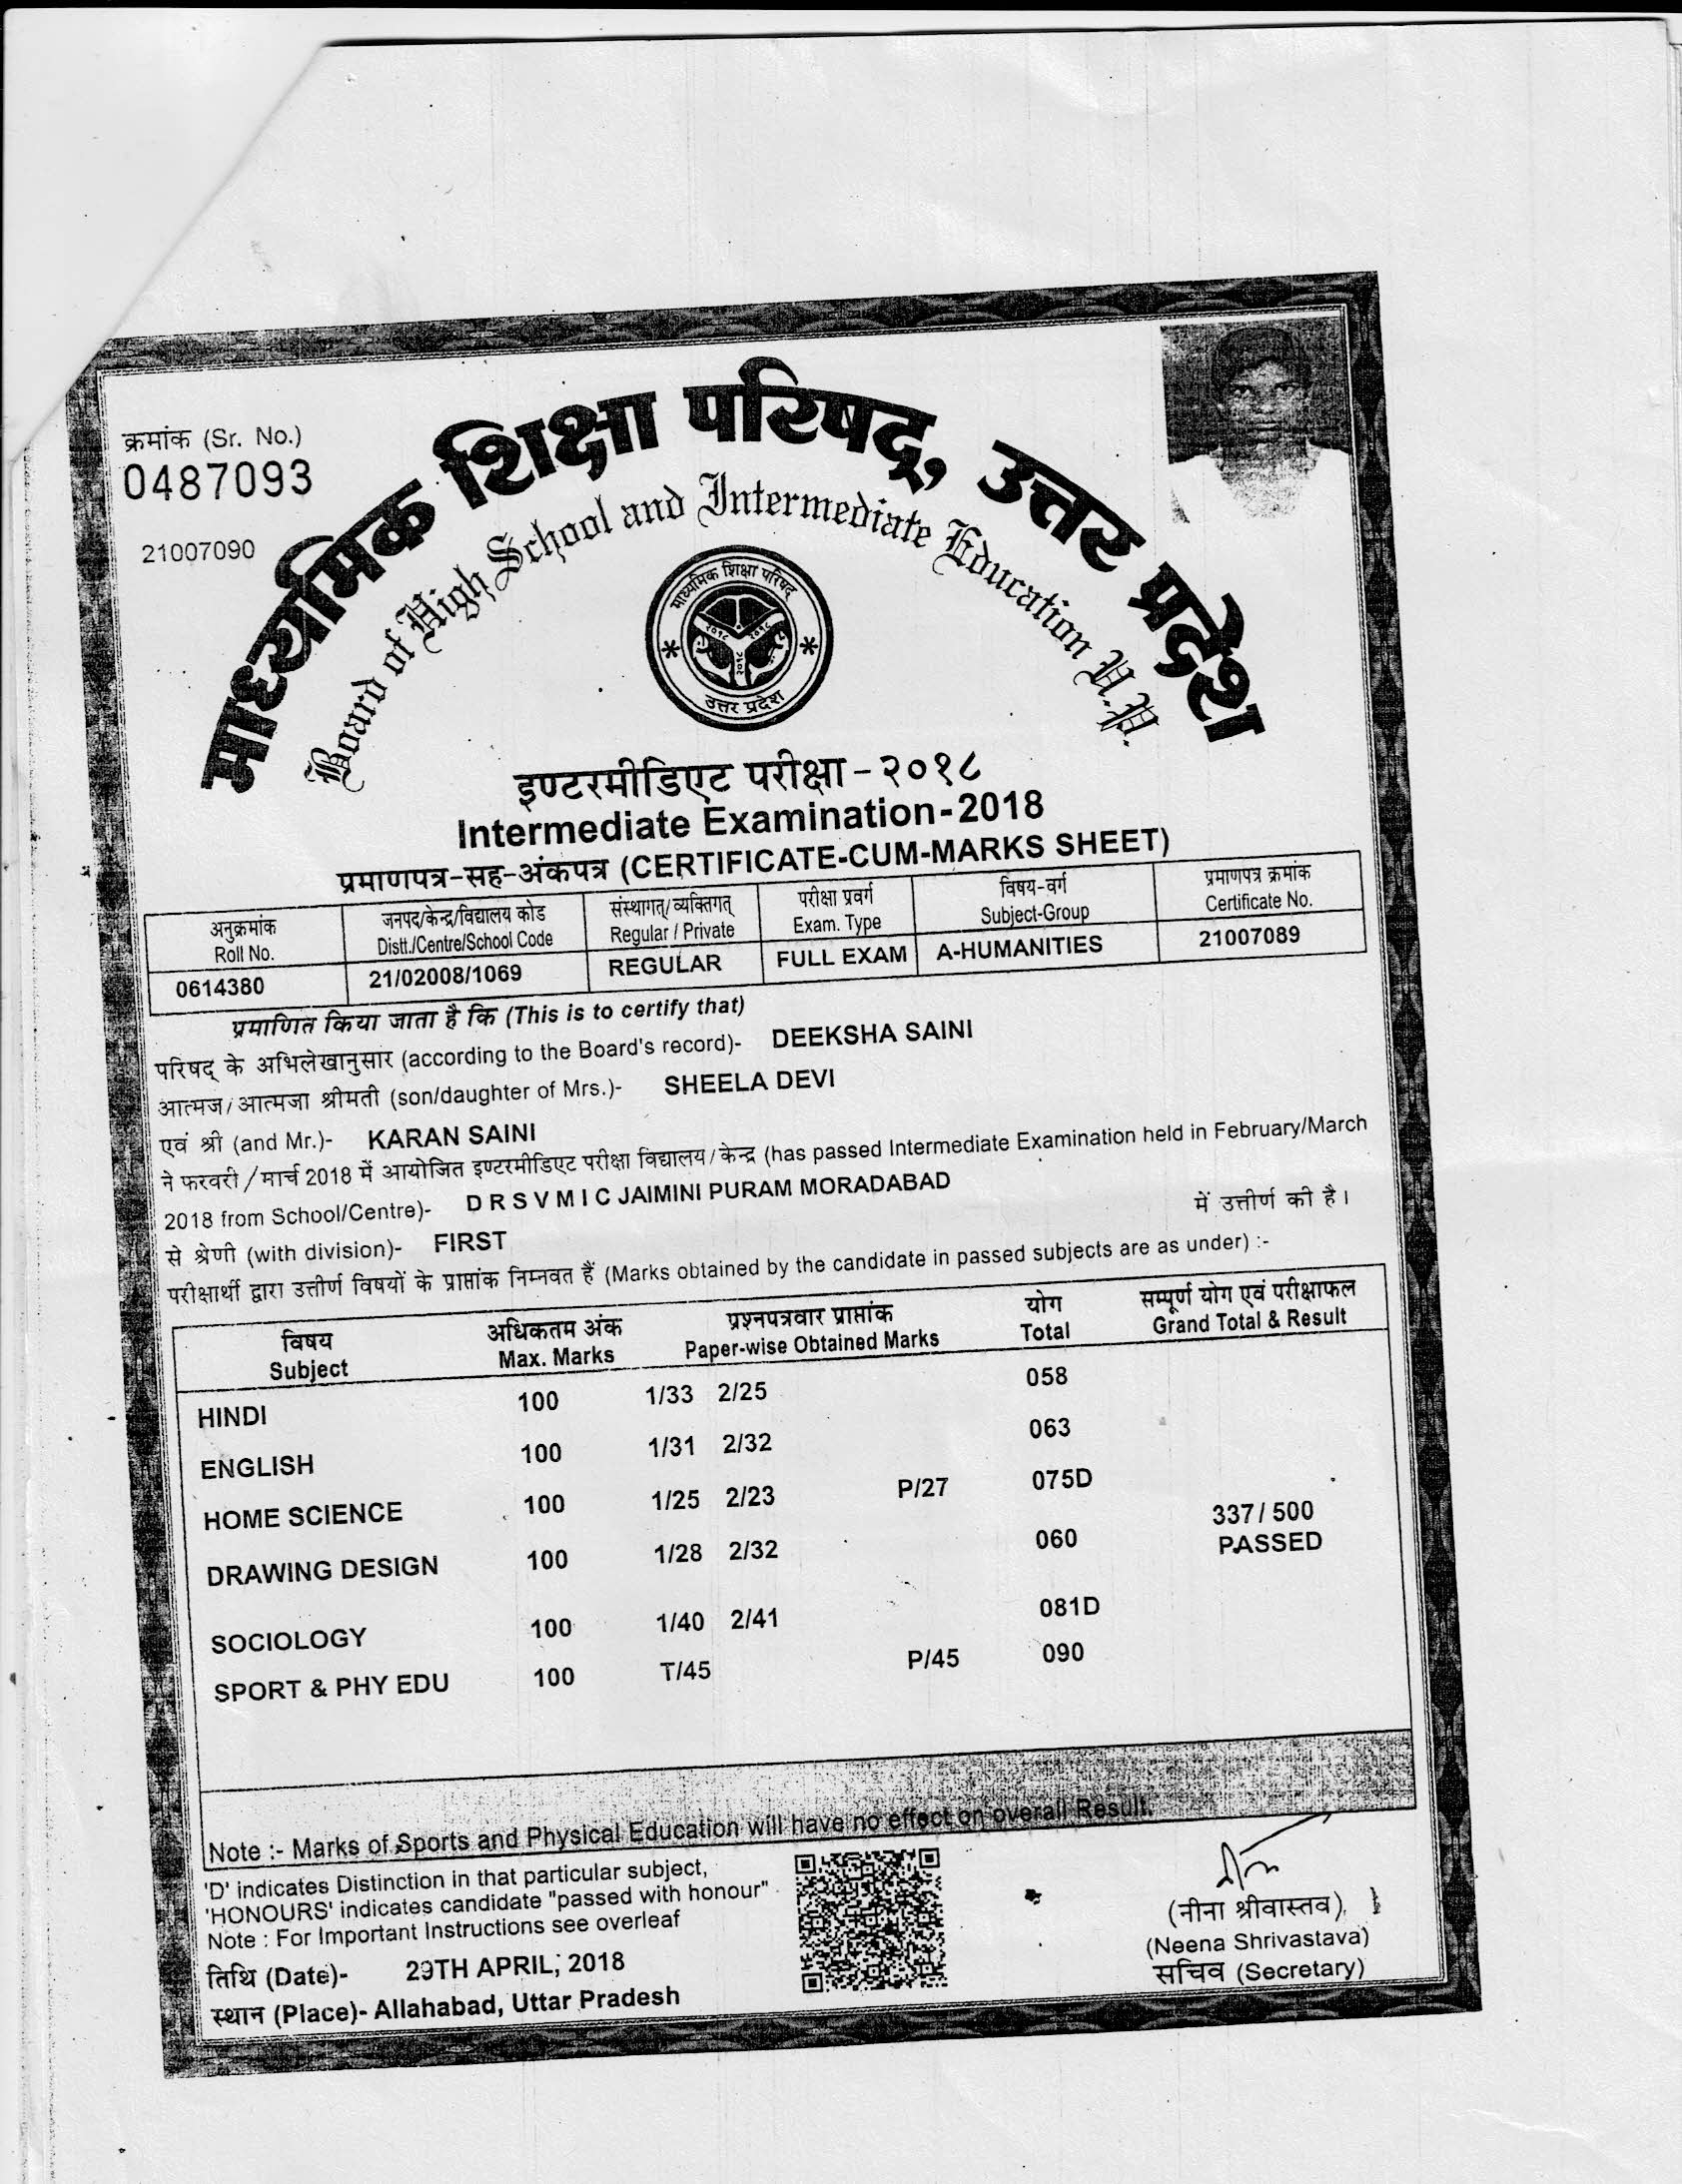 क्रमांक (Sr. No.)
0487093
21007090
माध्यमिक शिक्षा परिषद्, उत्तर प्रदेश
Board of High School and Intermediate Education U.P.
माध्यमिक शिक्षा परिषद
२०१८ २०१८
२०१८
उत्तर प्रदेश
इण्टरमीडिएट परीक्षा-२०१८
Intermediate Examination-2018
प्रमाणपत्र-सह-अंकपत्र (CERTIFICATE-CUM-MARKS SHEET)
अनुक्रमांक जनपद/केन्द्र/विद्यालय कोड संस्थागत्/व्यक्तिगत् परीक्षा प्रवर्ग विषय-वर्ग प्रमाणपत्र क्रमांक
Roll No. Distt./Centre/School Code Regular / Private Exam. Type Subject-Group Certificate No.
0614380 21/02008/1069 REGULAR FULL EXAM A-HUMANITIES 21007089
प्रमाणित किया जाता है कि (This is to certify that)
परिषद् के अभिलेखानुसार (according to the Board's record)- DEEKSHA SAINI
आत्मज/आत्मजा श्रीमती (son/daughter of Mrs.)- SHEELA DEVI
एवं श्री (and Mr.)- KARAN SAINI
ने फरवरी/मार्च 2018 में आयोजित इण्टरमीडिएट परीक्षा विद्यालय/केन्द्र (has passed Intermediate Examination held in February/March
2018 from School/Centre)- D R S V M I C JAIMINI PURAM MORADABAD
में उत्तीर्ण की है।
से श्रेणी (with division)- FIRST
परीक्षार्थी द्वारा उत्तीर्ण विषयों के प्राप्तांक निम्नवत हैं (Marks obtained by the candidate in passed subjects are as under) :-
विषय अधिकतम अंक प्रश्नपत्रवार प्राप्तांक योग सम्पूर्ण योग एवं परीक्षाफल
Subject Max. Marks Paper-wise Obtained Marks Total Grand Total & Result
HINDI 100 1/33 2/25 058
ENGLISH 100 1/31 2/32 063
HOME SCIENCE 100 1/25 2/23 P/27 075D
337/ 500
DRAWING DESIGN 100 1/28 2/32 060 PASSED
SOCIOLOGY 100 1/40 2/41 081D
SPORT & PHY EDU 100 T/45 P/45 090
Note :- Marks of Sports and Physical Education will have no effect on overall Result.
'D' indicates Distinction in that particular subject,
'HONOURS' indicates candidate "passed with honour"
Note : For Important Instructions see overleaf
तिथि (Date)- 29TH APRIL, 2018
स्थान (Place)- Allahabad, Uttar Pradesh
(नीना श्रीवास्तव)
(Neena Shrivastava)
सचिव (Secretary)